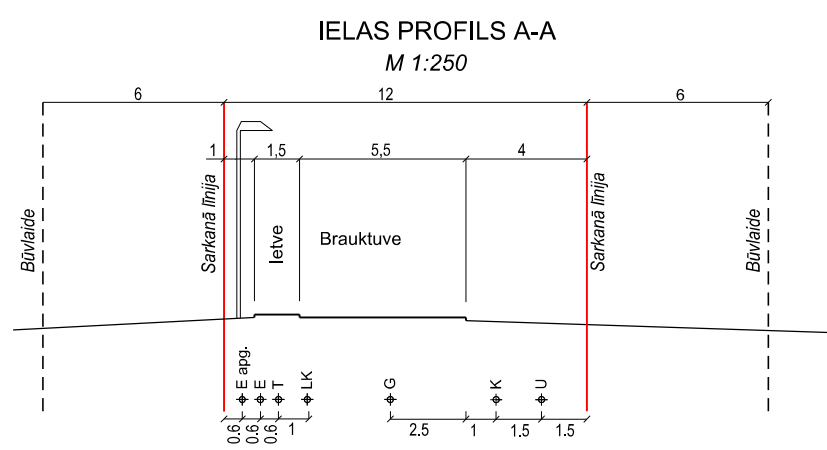 IELAS PROFILS A-A
M 1:250
6 12 6
1 1,5 5,5 4
Būvlaide
Sarkanā līnija
Ietve
Brauktuve
Sarkanā līnija
Būvlaide
E apg. E T LK G K U
0.6 0.6 0.6 1 2.5 1 1.5 1.5